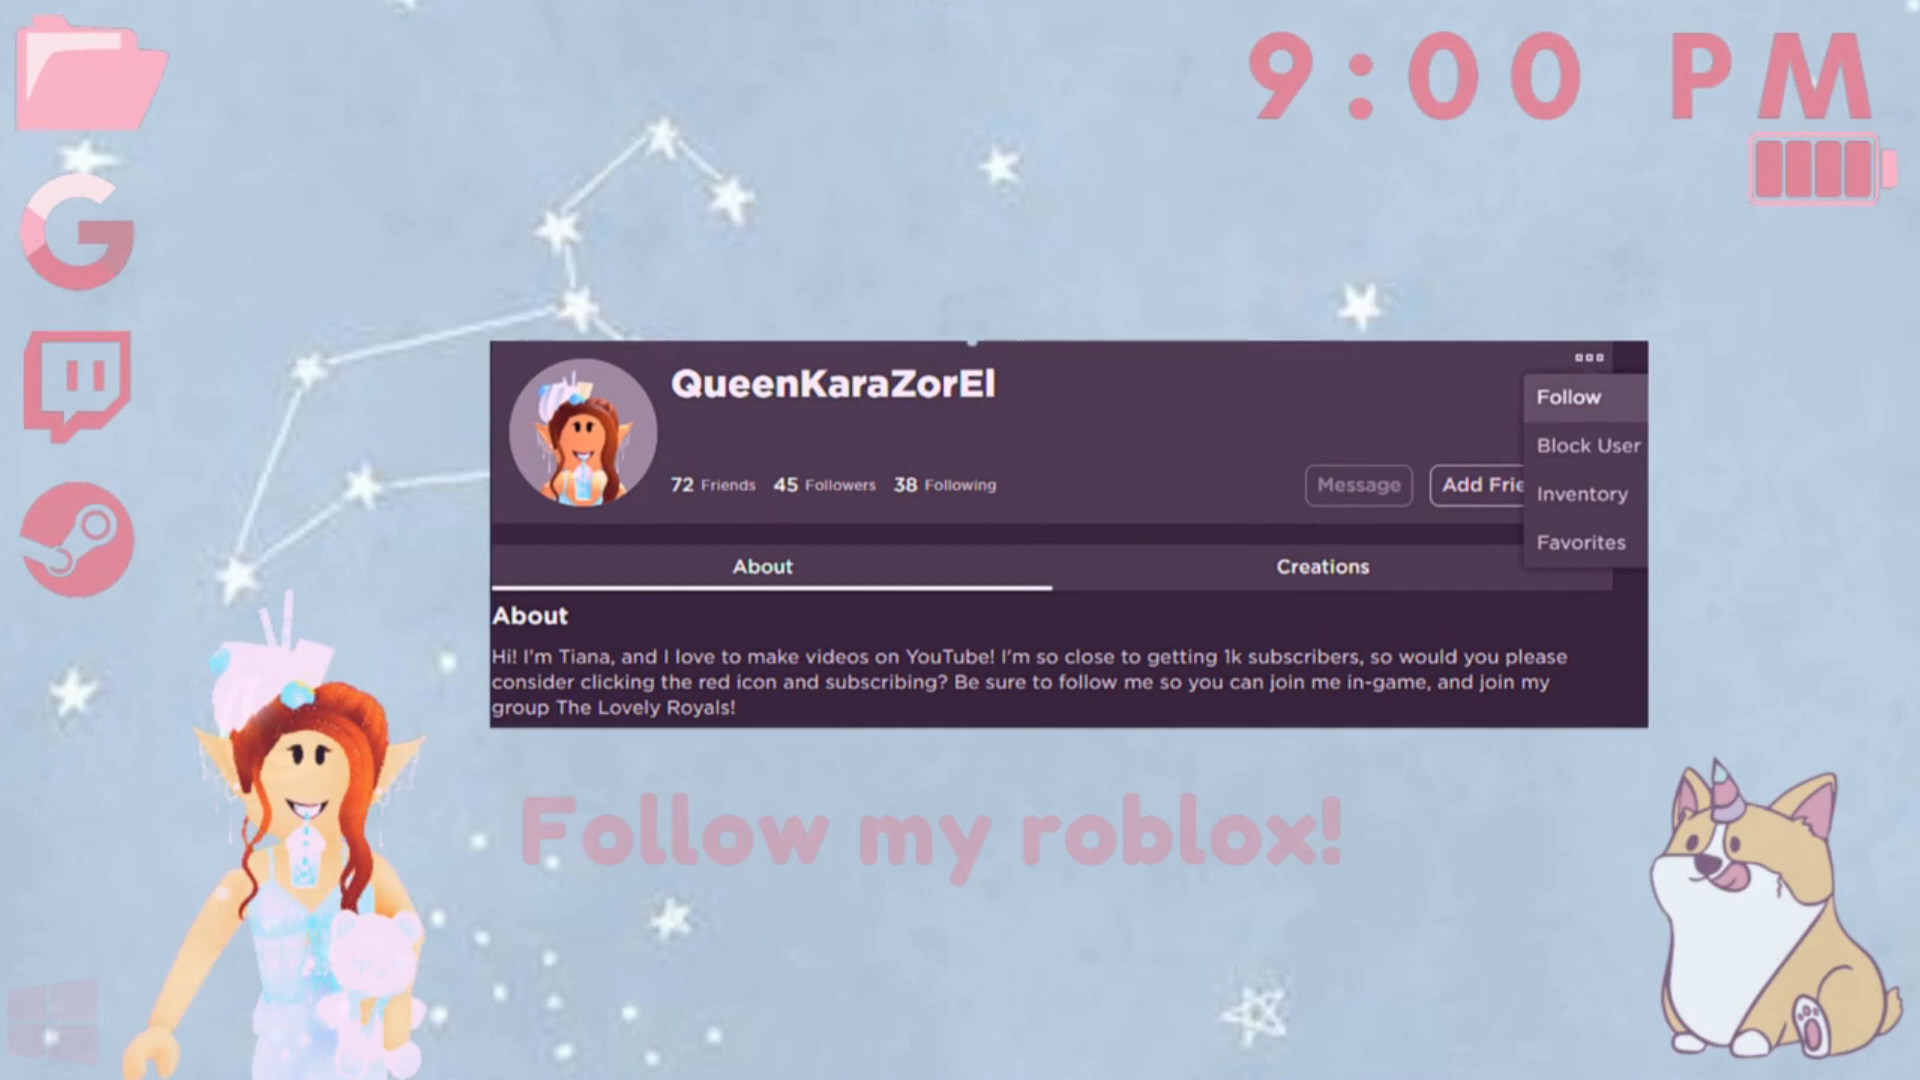 9:00 PM
QueenKaraZorEl
Follow
Block User
72 Friends 45 Followers 38 Following
Message
Add Frie
Inventory
Favorites
About
Creations
About
Hi! I'm Tiana, and I love to make videos on YouTube! I'm so close to getting 1k subscribers, so would you please
consider clicking the red icon and subscribing? Be sure to follow me so you can join me in-game, and join my
group The Lovely Royals!
Follow my roblox!